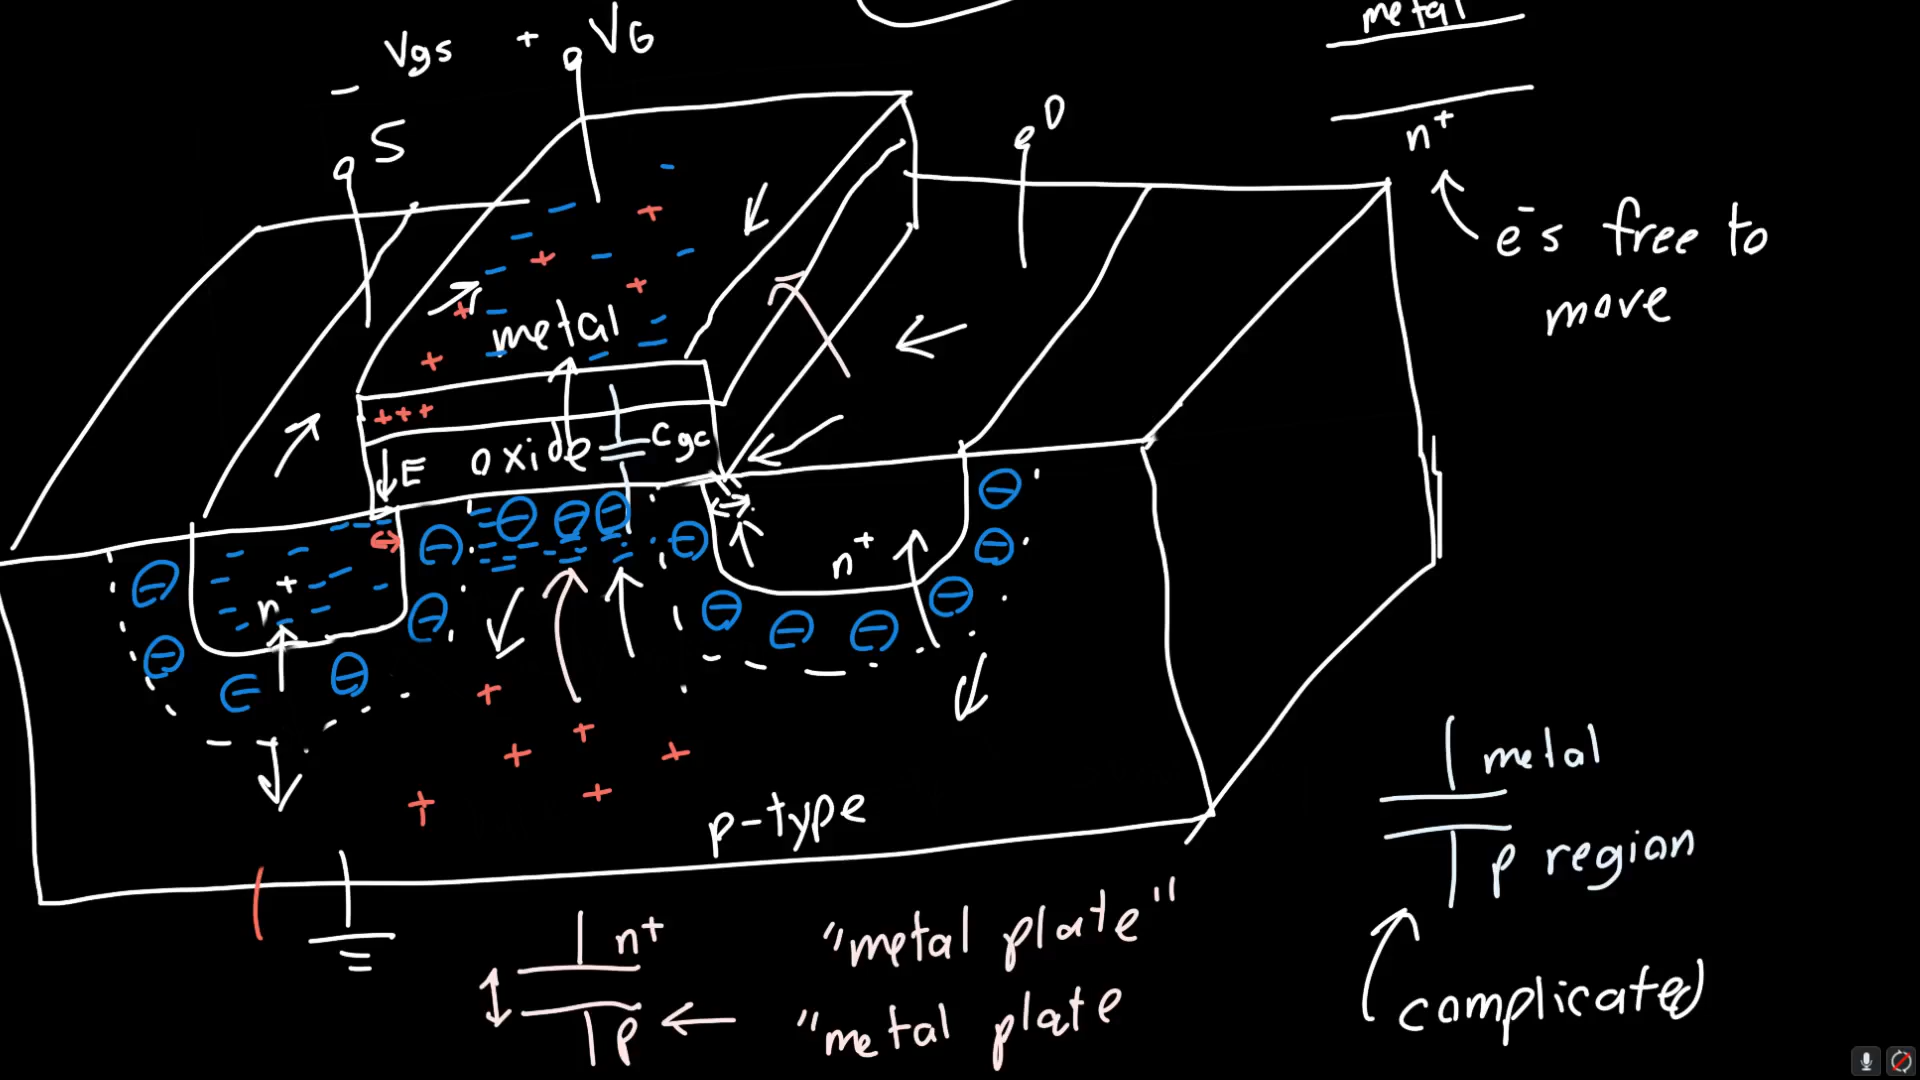 metal
Vgs + VG
-
S
D
n+
e-s free to
move
metal
+++
oxide
Cgc
E
n+
n+
p-type
metal
p region
complicated
n+
"metal plate"
p
"metal plate